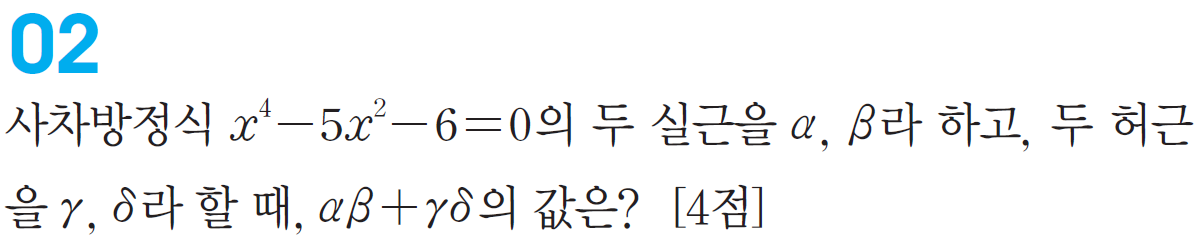 02
사차방정식 x⁴－5x²－6＝0의 두 실근을 α, β라 하고, 두 허근
을 γ, δ라 할 때, αβ＋γδ의 값은? [4점]